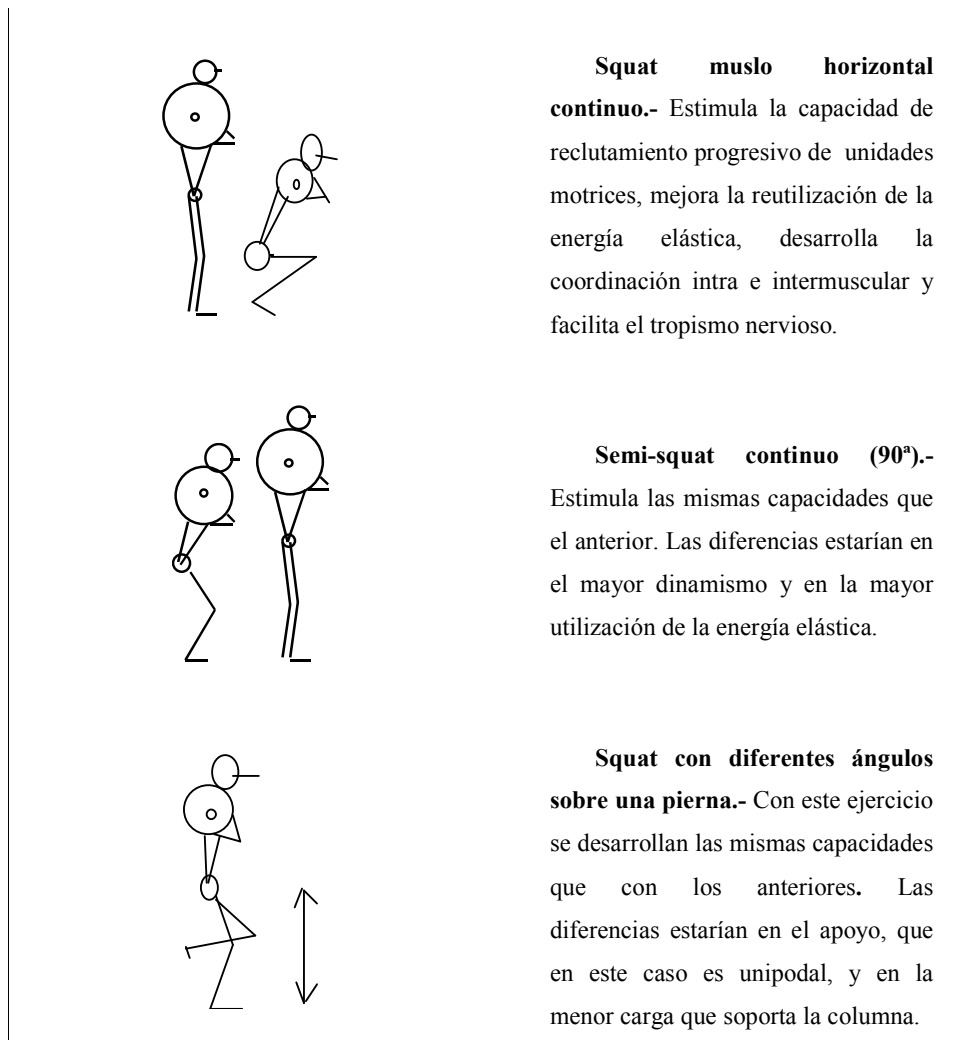 Squat muslo horizontal
continuo.- Estimula la capacidad de
reclutamiento progresivo de unidades
motrices, mejora la reutilización de la
energía elástica, desarrolla la
coordinación intra e intermuscular y
facilita el tropismo nervioso.
Semi-squat continuo (90ª).-
Estimula las mismas capacidades que
el anterior. Las diferencias estarían en
el mayor dinamismo y en la mayor
utilización de la energía elástica.
Squat con diferentes ángulos
sobre una pierna.- Con este ejercicio
se desarrollan las mismas capacidades
que con los anteriores. Las
diferencias estarían en el apoyo, que
en este caso es unipodal, y en la
menor carga que soporta la columna.